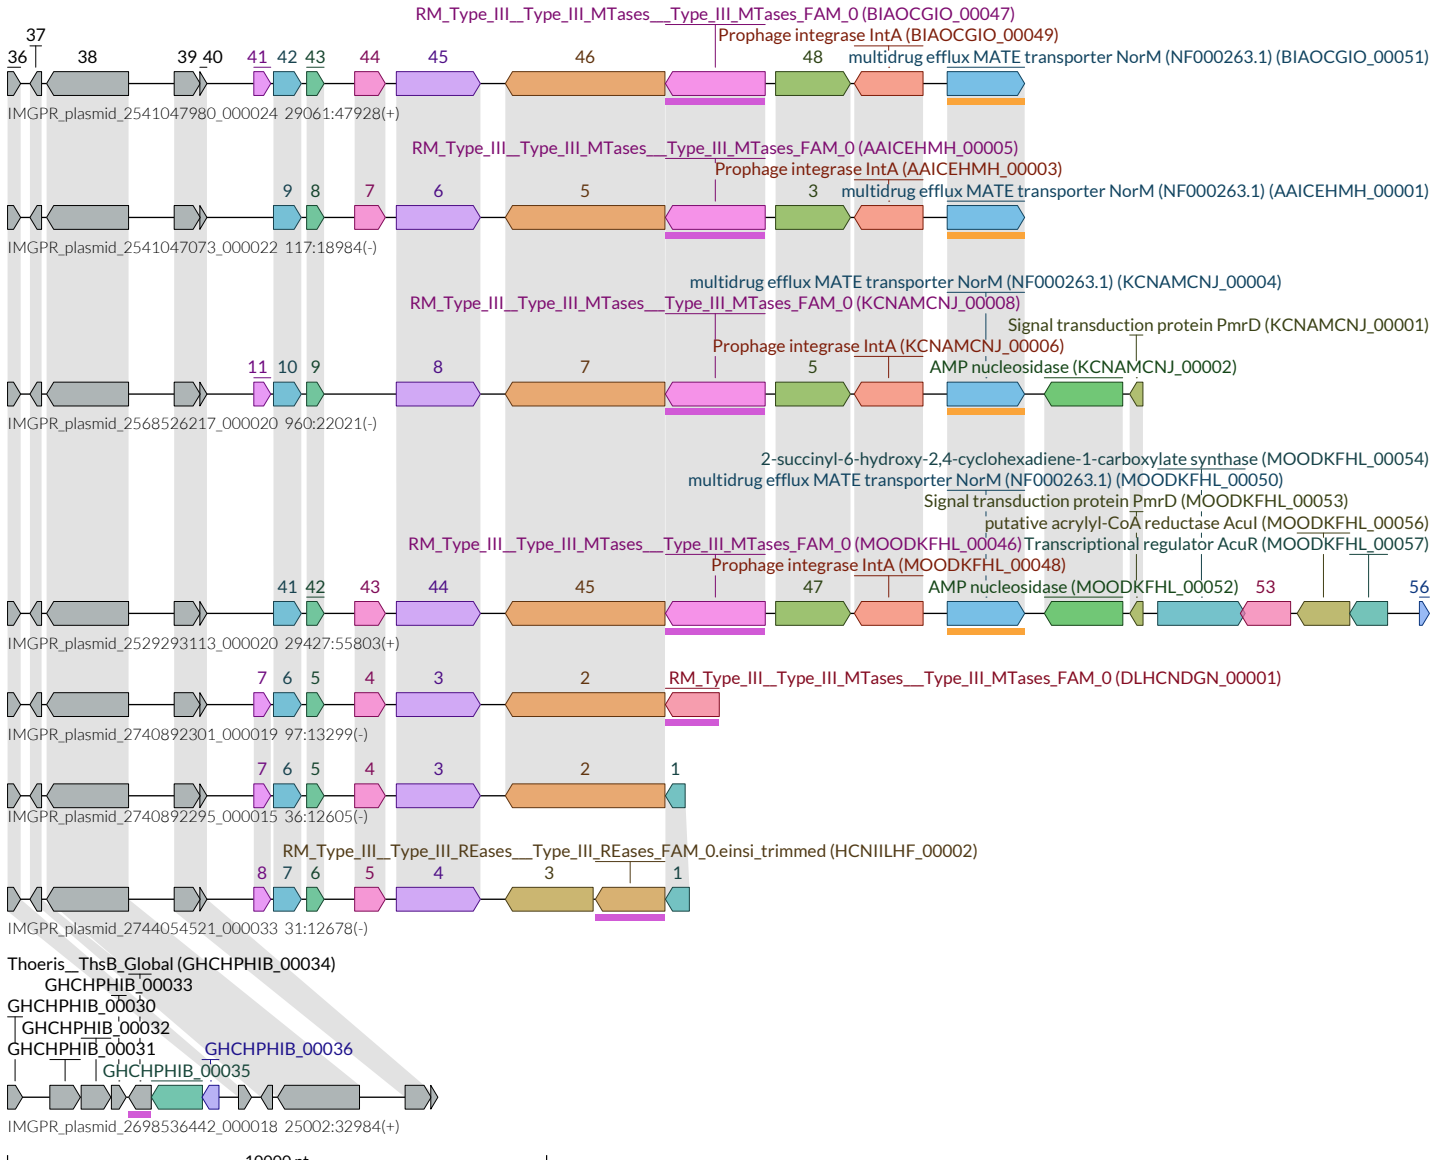 RM_Type_III__Type_III_MTases___Type_III_MTases_FAM_0 (BIAOCGIO_00047)
37 Prophage integrase IntA (BIAOCGIO_00049)
36 38 39 40 41 42 43 44 45 46 48 multidrug efflux MATE transporter NorM (NF000263.1) (BIAOCGIO_00051)
IMGPR_plasmid_2541047980_000024 29061:47928(+)
RM_Type_III__Type_III_MTases___Type_III_MTases_FAM_0 (AAICEHMH_00005)
Prophage integrase IntA (AAICEHMH_00003)
9 8 7 6 5 3 multidrug efflux MATE transporter NorM (NF000263.1) (AAICEHMH_00001)
IMGPR_plasmid_2541047073_000022 117:18984(-)
multidrug efflux MATE transporter NorM (NF000263.1) (KCNAMCNJ_00004)
RM_Type_III__Type_III_MTases___Type_III_MTases_FAM_0 (KCNAMCNJ_00008)
Signal transduction protein PmrD (KCNAMCNJ_00001)
Prophage integrase IntA (KCNAMCNJ_00006)
11 10 9 8 7 5 AMP nucleosidase (KCNAMCNJ_00002)
IMGPR_plasmid_2568526217_000020 960:22021(-)
2-succinyl-6-hydroxy-2,4-cyclohexadiene-1-carboxylate synthase (MOODKFHL_00054)
multidrug efflux MATE transporter NorM (NF000263.1) (MOODKFHL_00050)
Signal transduction protein PmrD (MOODKFHL_00053)
putative acrylyl-CoA reductase AcuI (MOODKFHL_00056)
RM_Type_III__Type_III_MTases___Type_III_MTases_FAM_0 (MOODKFHL_00046) Transcriptional regulator AcuR (MOODKFHL_00057)
Prophage integrase IntA (MOODKFHL_00048)
41 42 43 44 45 47 AMP nucleosidase (MOODKFHL_00052) 53 56
IMGPR_plasmid_2529293113_000020 29427:55803(+)
7 6 5 4 3 2 RM_Type_III__Type_III_MTases___Type_III_MTases_FAM_0 (DLHCNDGN_00001)
IMGPR_plasmid_2740892301_000019 97:13299(-)
7 6 5 4 3 2 1
IMGPR_plasmid_2740892295_000015 36:12605(-)
RM_Type_III__Type_III_REases___Type_III_REases_FAM_0.einsi_trimmed (HCNIILHF_00002)
8 7 6 5 4 3 1
IMGPR_plasmid_2744054521_000033 31:12678(-)
Thoeris__ThsB_Global (GHCHPHIB_00034)
GHCHPHIB_00033
GHCHPHIB_00030
GHCHPHIB_00032
GHCHPHIB_00031 GHCHPHIB_00036
GHCHPHIB_00035
IMGPR_plasmid_2698536442_000018 25002:32984(+)
10000 nt